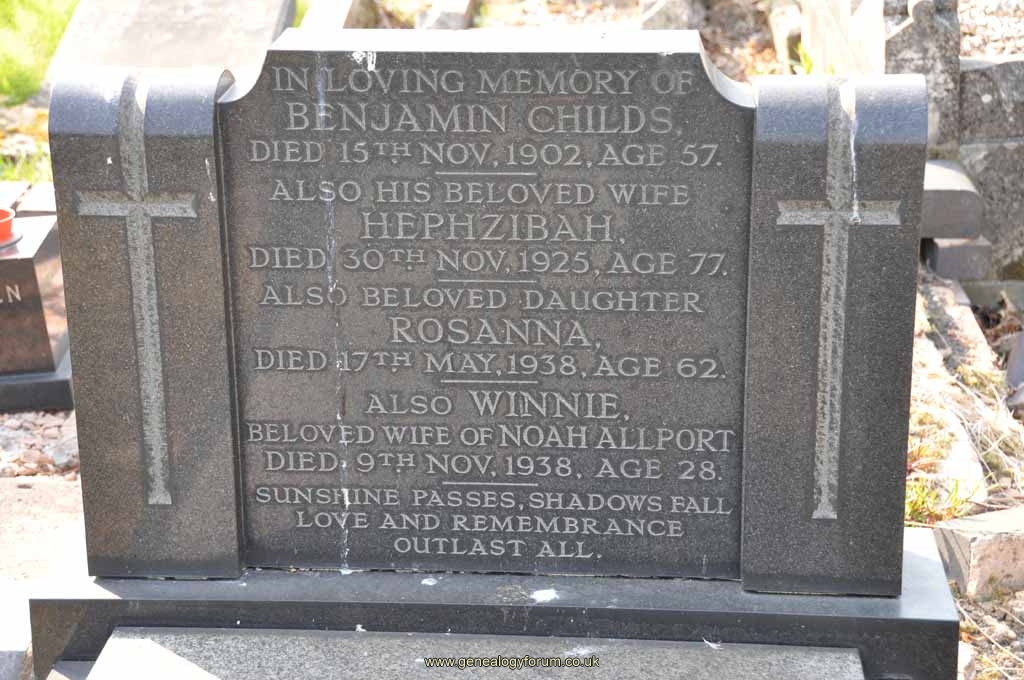 IN LOVING MEMORY OF
BENJAMIN CHILDS,
DIED 15TH NOV, 1902, AGE 57.
ALSO HIS BELOVED WIFE
HEPHZIBAH,
DIED 30TH NOV, 1925, AGE 77.
ALSO BELOVED DAUGHTER
ROSANNA,
DIED 17TH MAY, 1938, AGE 62.
ALSO WINNIE,
BELOVED WIFE OF NOAH ALLPORT
DIED 9TH NOV, 1938, AGE 28.
SUNSHINE PASSES, SHADOWS FALL
LOVE AND REMEMBRANCE
OUTLAST ALL.
www.genealogyforum.co.uk